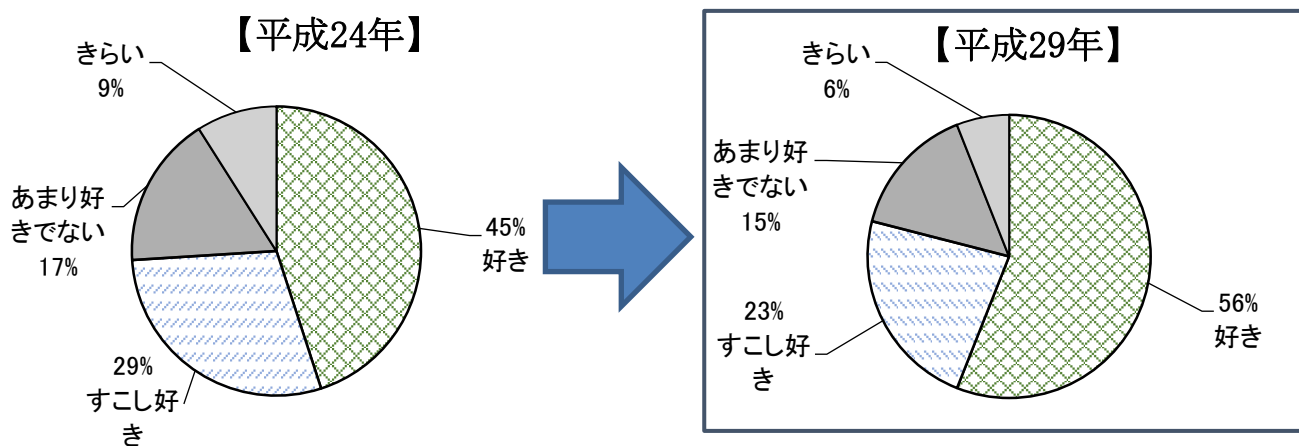 【平成24年】
きらい
9%
あまり好
きでない
17%
45%
好き
29%
すこし好
き
【平成29年】
きらい
6%
あまり好
きでない
15%
56%
好き
23%
すこし好
き